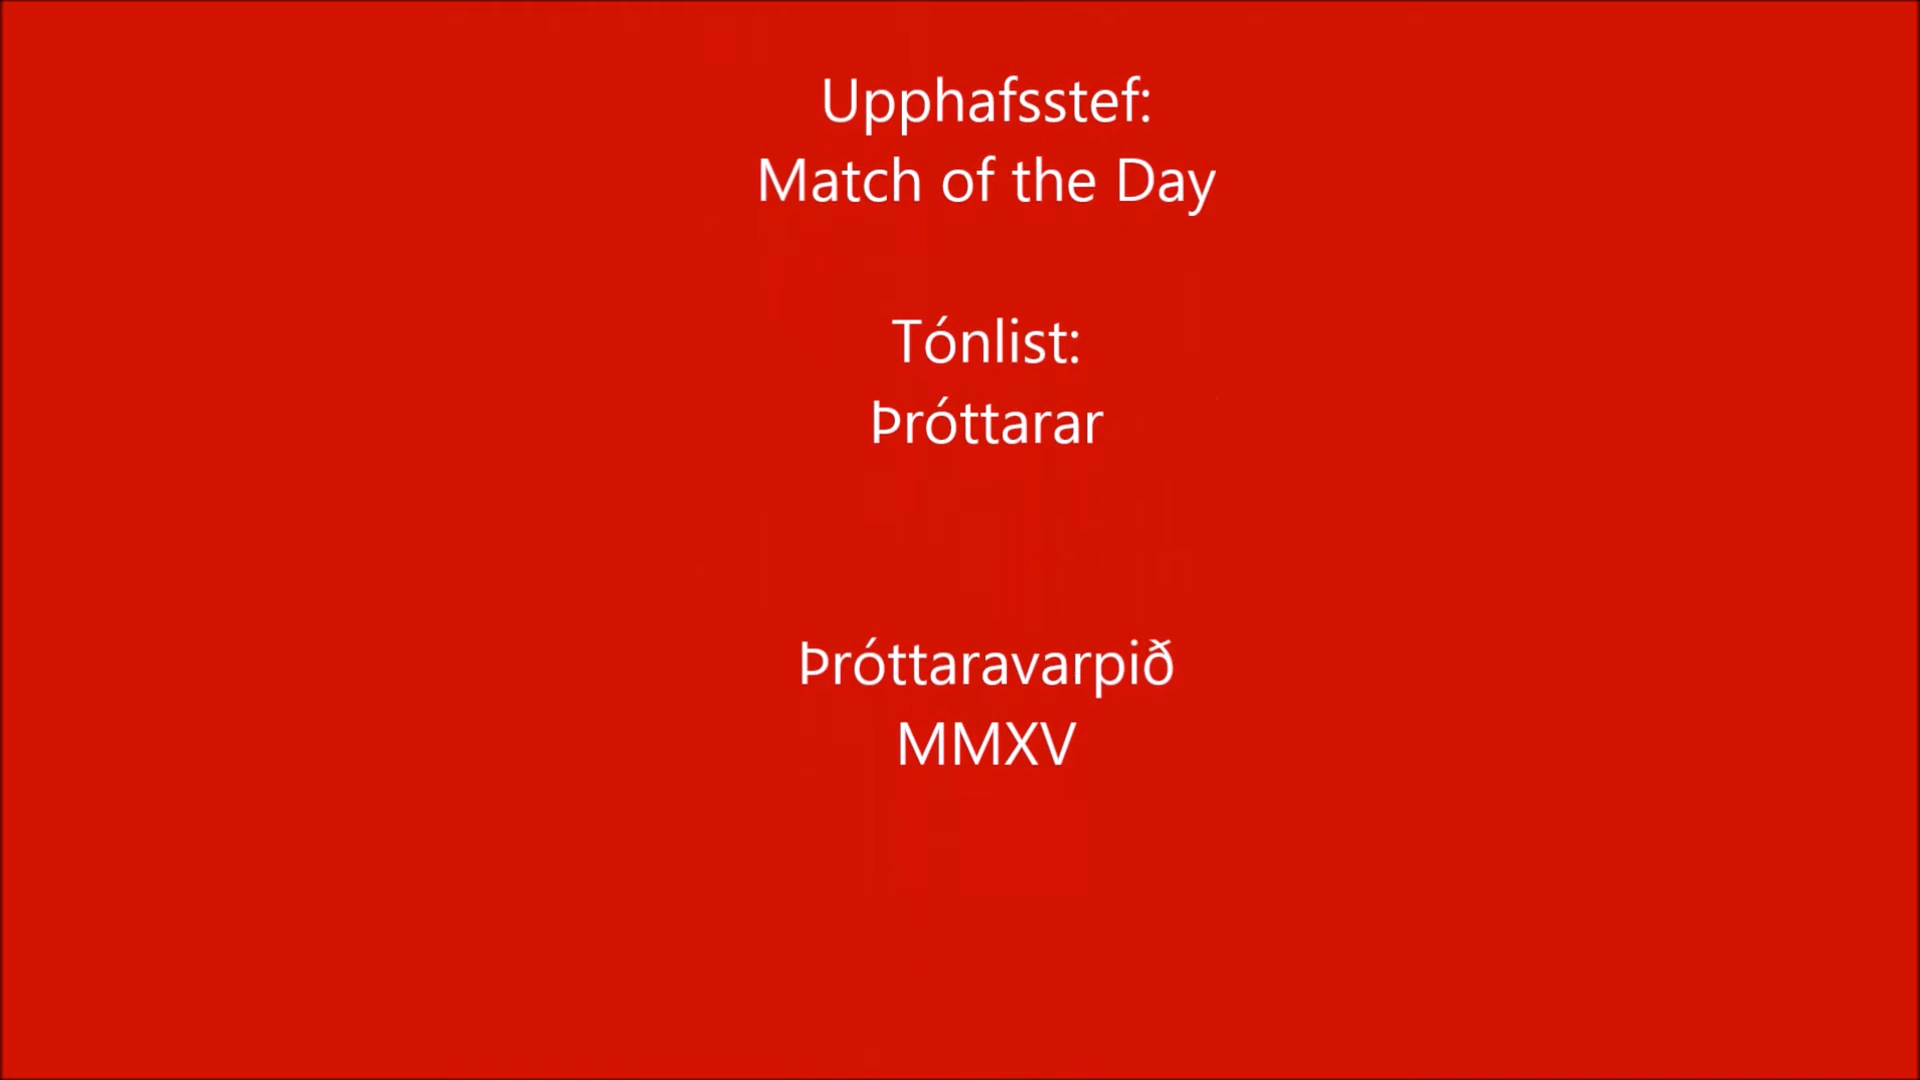 Upphafsstef:
Match of the Day
Tónlist:
Þróttarar
Þróttaravarpið
MMXV